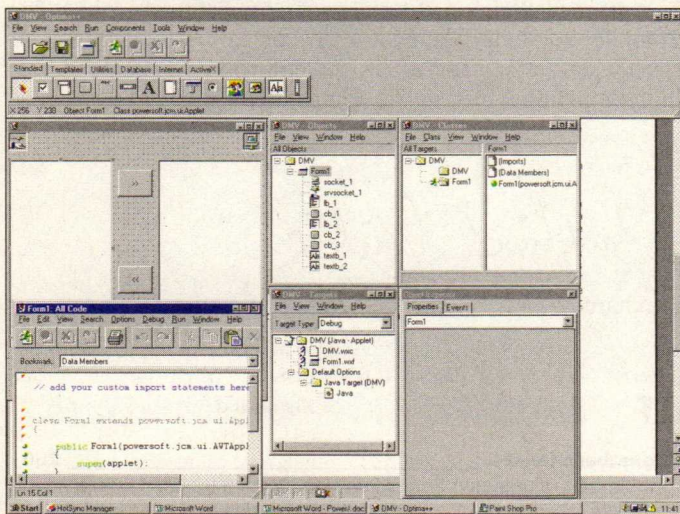 DMV - Optima++
File View Search Run Components Tools Window Help
Standard Templates Utilities Database Internet ActiveX
X 256 Y 238 Object Form1 Class powersoft.jcm.ui.Applet
>>
<<
DMV - Objects
File View Window Help
All Objects
DMV
Form1
socket_1
srvsocket_1
lb_1
cb_1
lb_2
cb_2
cb_3
textb_1
textb_2
DMV - Classes
File Class View Window Help
All Targets
DMV
DMV
Form1
Form1
(Imports)
(Data Members)
Form1(powersoft.jcm.ui.A
Form1: All Code
File Edit View Search Options Debug Run Window Help
Bookmark: Data Members
// add your custom import statements here
class Form1 extends powersoft.jcm.ui.Appl
{
public Form1(powersoft.jcm.ui.AWTAppl
{
super(applet);
}
Ln 15 Col 1
File View Window Help
Target Type: Debug
DMV (Java - Applet)
DMV.wxc
Form1.wxf
Default Options
Java Target (DMV)
Java
Properties Events
Form1
Start HotSync Manager Microsoft Word Microsoft Word - PowerJ.doc DMV - Optima++ Paint Shop Pro 11:41